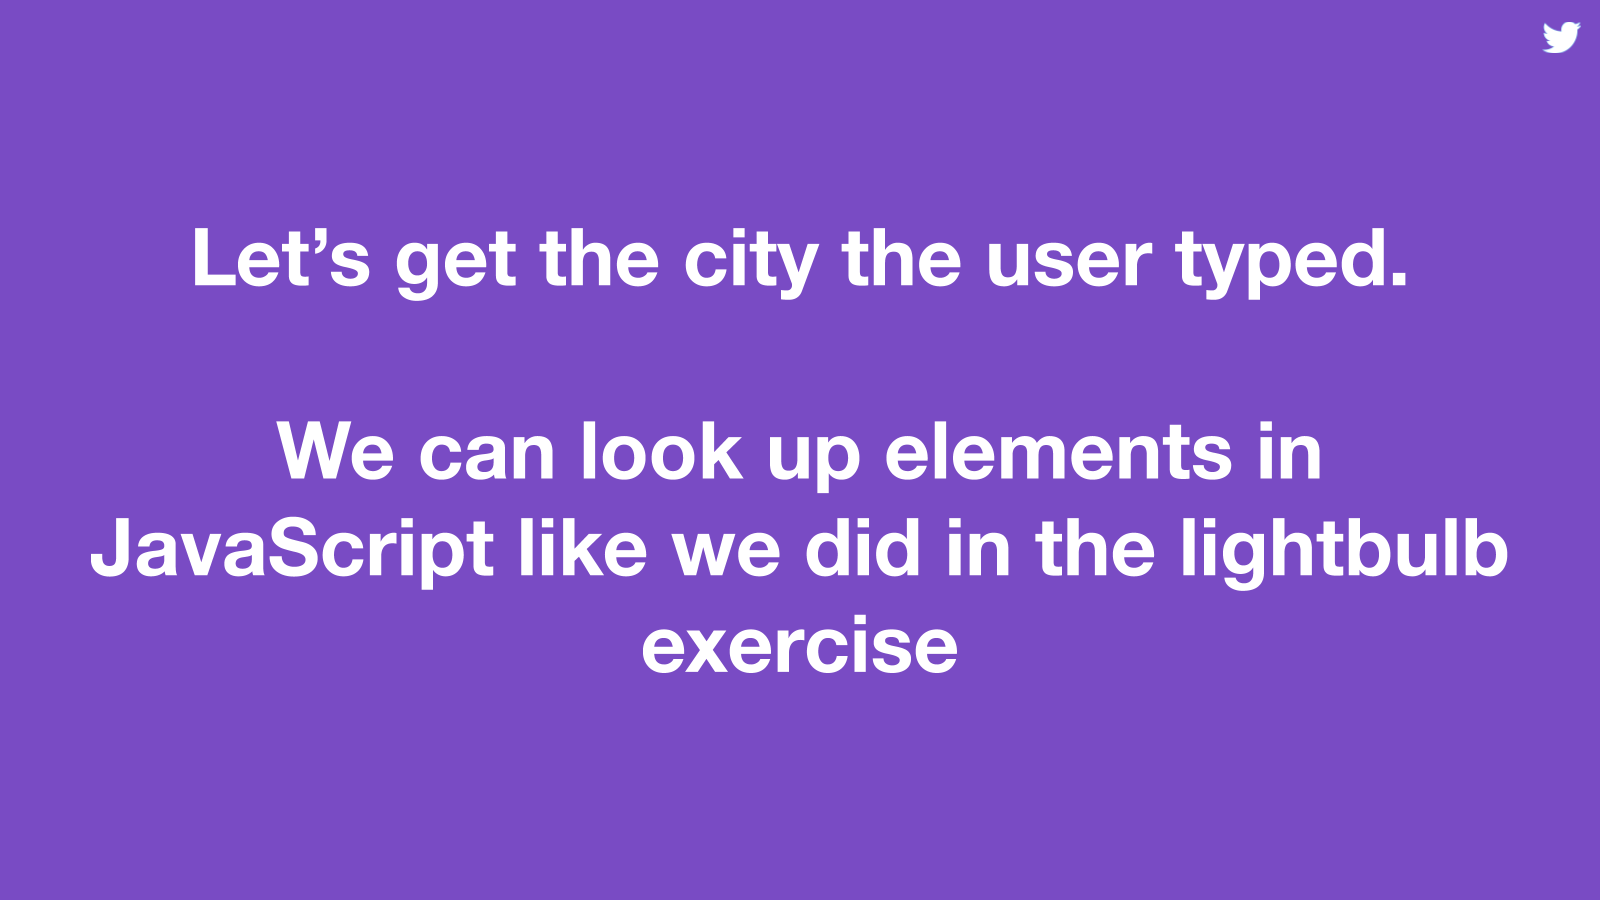 Let’s get the city the user typed.
We can look up elements in
JavaScript like we did in the lightbulb
exercise